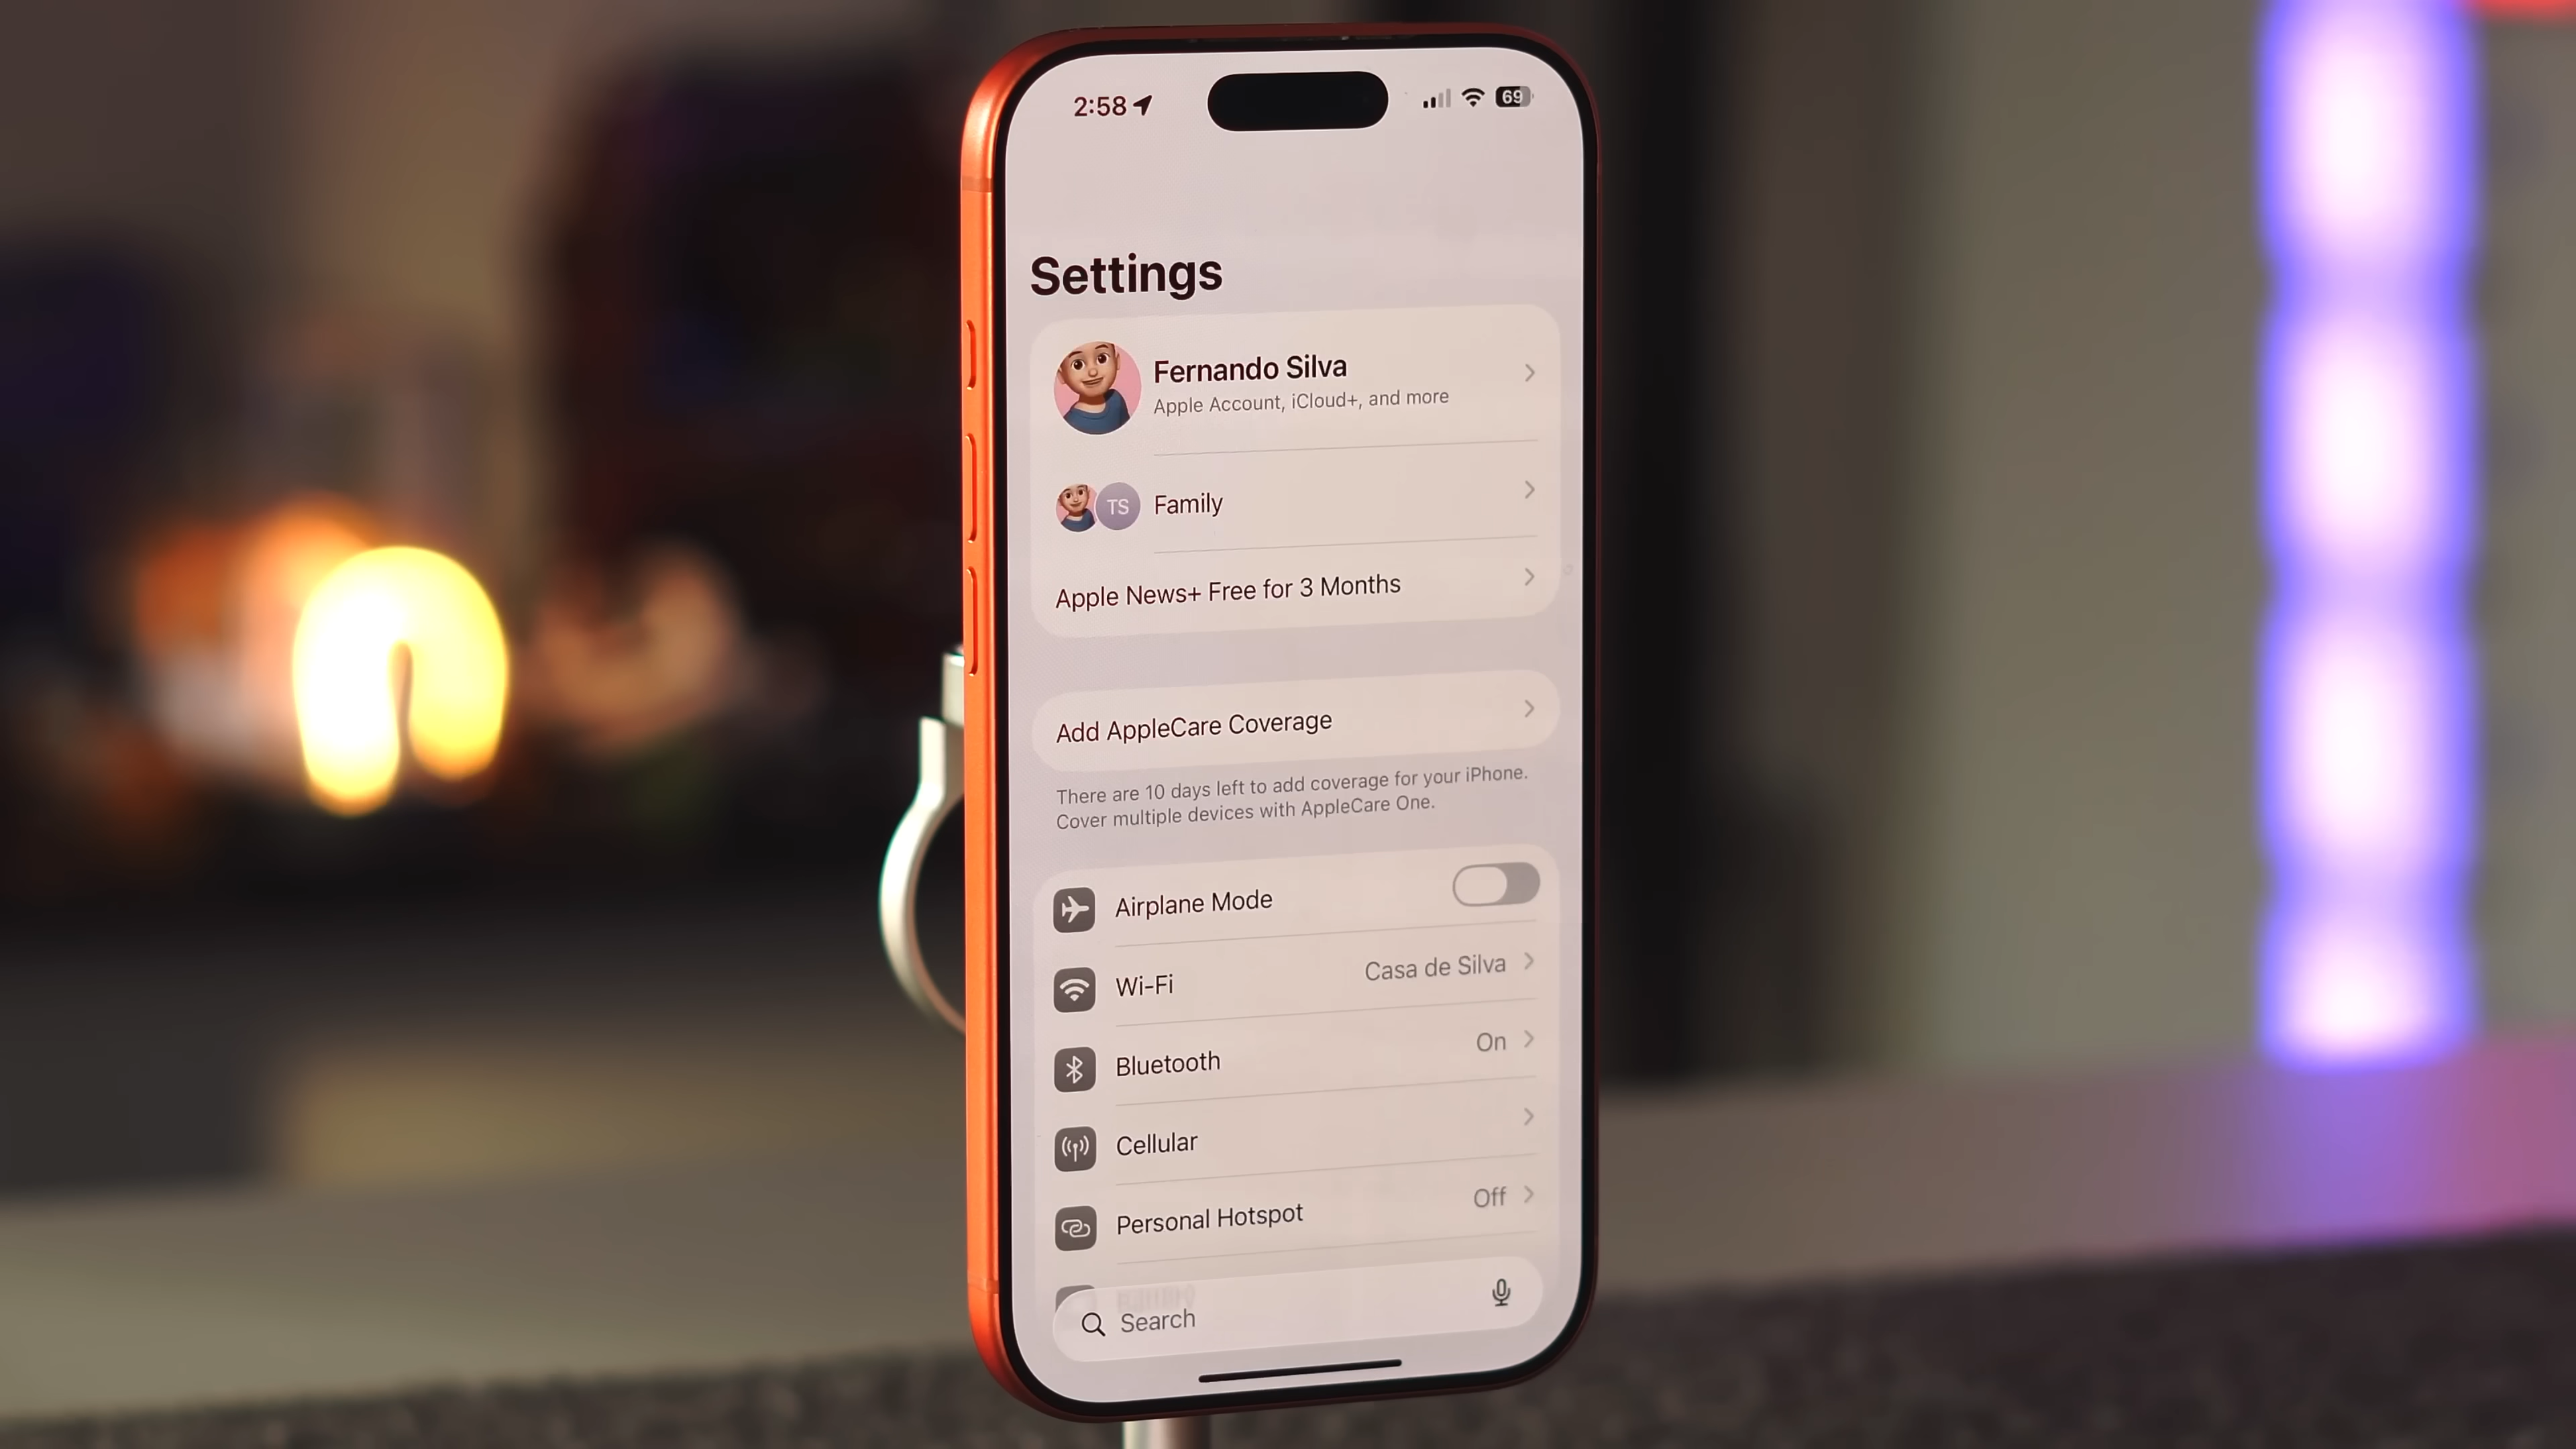 2:58
69
Settings
Fernando Silva
Apple Account, iCloud+, and more
TS
Family
Apple News+ Free for 3 Months
Add AppleCare Coverage
There are 10 days left to add coverage for your iPhone.
Cover multiple devices with AppleCare One.
Airplane Mode
Wi-Fi
Casa de Silva
Bluetooth
On
Cellular
Personal Hotspot
Off
Search